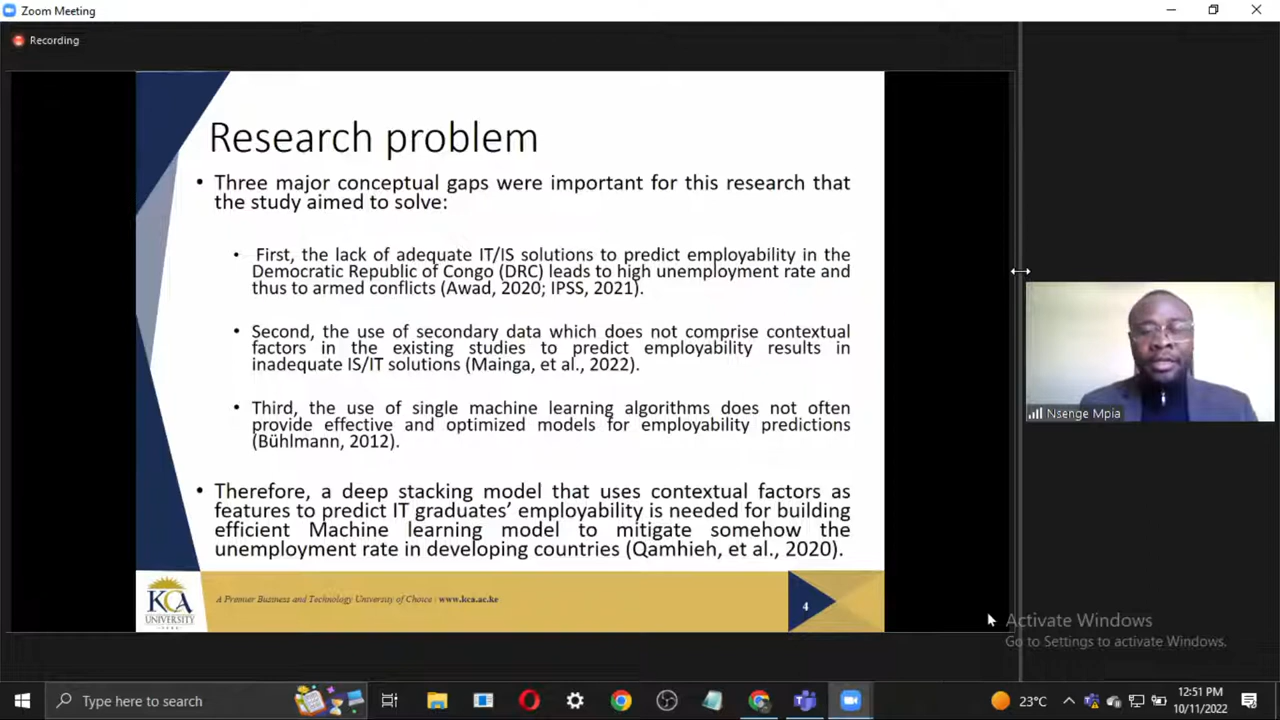 Zoom Meeting
Recording
Research problem
• Three major conceptual gaps were important for this research that
the study aimed to solve:
• First, the lack of adequate IT/IS solutions to predict employability in the
Democratic Republic of Congo (DRC) leads to high unemployment rate and
thus to armed conflicts (Awad, 2020; IPSS, 2021).
• Second, the use of secondary data which does not comprise contextual
factors in the existing studies to predict employability results in
inadequate IS/IT solutions (Mainga, et al., 2022).
• Third, the use of single machine learning algorithms does not often
provide effective and optimized models for employability predictions
(Bühlmann, 2012).
• Therefore, a deep stacking model that uses contextual factors as
features to predict IT graduates’ employability is needed for building
efficient Machine learning model to mitigate somehow the
unemployment rate in developing countries (Qamhieh, et al., 2020).
KCA
UNIVERSITY
A Premier Business and Technology University of Choice | www.kca.ac.ke
4
Nsenge Mpia
Activate Windows
Go to Settings to activate Windows.
Type here to search
23°C
12:51 PM
10/11/2022